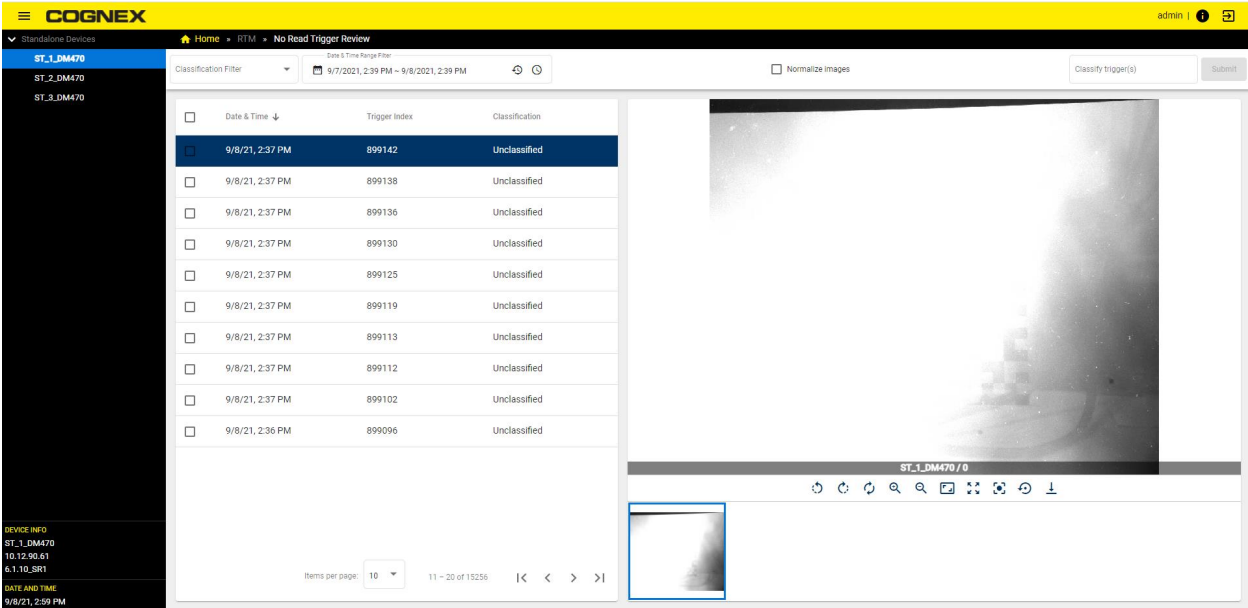 COGNEX
admin |
Standalone Devices
Home » RTM » No Read Trigger Review
ST_1_DM470
ST_2_DM470
ST_3_DM470
Classification Filter
Date & Time Range Filter
9/7/2021, 2:39 PM ~ 9/8/2021, 2:39 PM
Normalize images
Classify trigger(s)
Submit
Date & Time Trigger Index Classification
9/8/21, 2:37 PM 899142 Unclassified
9/8/21, 2:37 PM 899138 Unclassified
9/8/21, 2:37 PM 899136 Unclassified
9/8/21, 2:37 PM 899130 Unclassified
9/8/21, 2:37 PM 899125 Unclassified
9/8/21, 2:37 PM 899119 Unclassified
9/8/21, 2:37 PM 899113 Unclassified
9/8/21, 2:37 PM 899112 Unclassified
9/8/21, 2:37 PM 899102 Unclassified
9/8/21, 2:36 PM 899096 Unclassified
ST_1_DM470 / 0
Items per page: 10 11 – 20 of 15256
DEVICE INFO
ST_1_DM470
10.12.90.61
6.1.10_SR1
DATE AND TIME
9/8/21, 2:59 PM